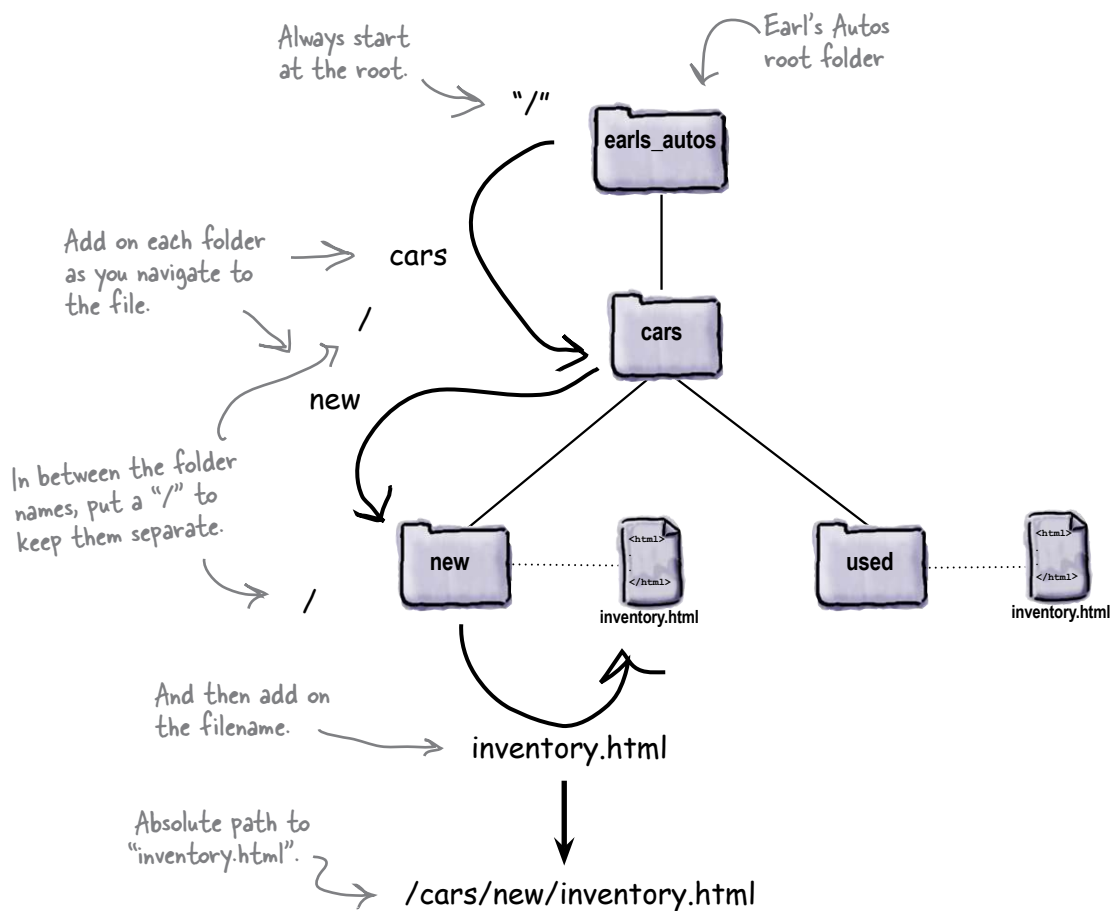 Always start
at the root.
Earl's Autos
root folder
"/"
earls_autos
Add on each folder
as you navigate to
the file.
cars
/
cars
new
In between the folder
names, put a "/" to
keep them separate.
/
new
<html>
.
.
</html>
inventory.html
used
<html>
.
.
</html>
inventory.html
And then add on
the filename.
inventory.html
Absolute path to
"inventory.html".
/cars/new/inventory.html